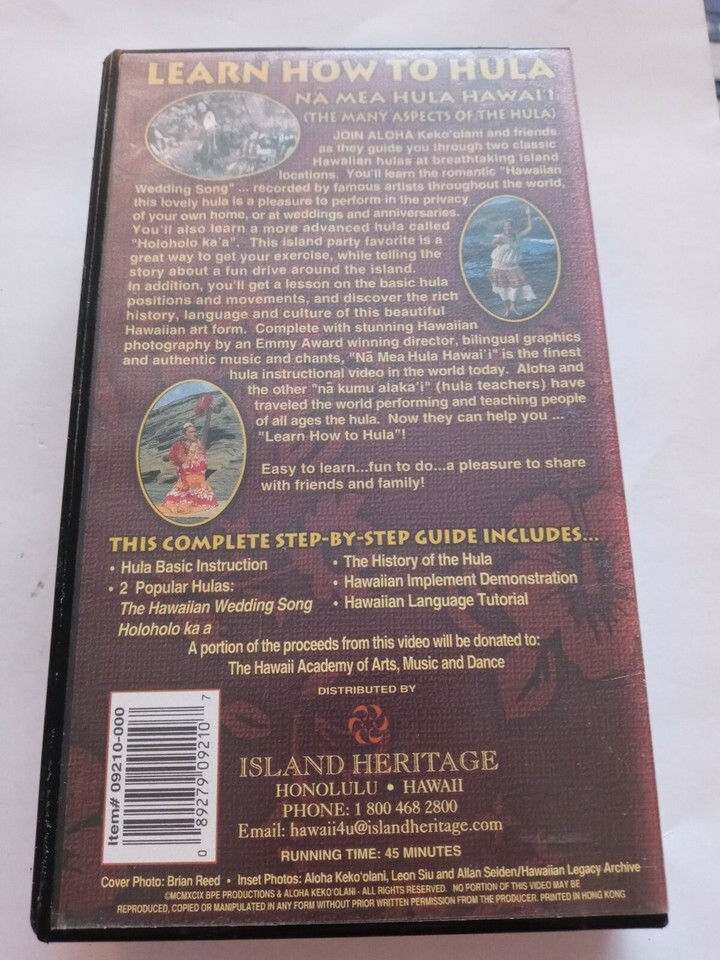 LEARN HOW TO HULA
NĀ MEA HULA HAWAI'I
(THE MANY ASPECTS OF THE HULA)
JOIN ALOHA Keko'olani and friends
as they guide you through two classic
Hawaiian hulas at breathtaking island
locations. You'll learn the romantic "Hawaiian
Wedding Song" ... recorded by famous artists throughout the world,
this lovely hula is a pleasure to perform in the privacy
of your own home, or at weddings and anniversaries.
You'll also learn a more advanced hula called
"Holoholo ka'a". This island party favorite is a
great way to get your exercise, while telling the
story about a fun drive around the island.
In addition, you'll get a lesson on the basic hula
positions and movements, and discover the rich
history, language and culture of this beautiful
Hawaiian art form. Complete with stunning Hawaiian
photography by an Emmy Award winning director, bilingual graphics
and authentic music and chants, "Nā Mea Hula Hawai'i" is the finest
hula instructional video in the world today. Aloha and
the other "nā kumu alaka'i" (hula teachers) have
traveled the world performing and teaching people
of all ages the hula. Now they can help you ...
"Learn How to Hula"!
Easy to learn...fun to do...a pleasure to share
with friends and family!
THIS COMPLETE STEP-BY-STEP GUIDE INCLUDES...
• Hula Basic Instruction
• 2 Popular Hulas:
The Hawaiian Wedding Song
Holoholo ka a
• The History of the Hula
• Hawaiian Implement Demonstration
• Hawaiian Language Tutorial
A portion of the proceeds from this video will be donated to:
The Hawaii Academy of Arts, Music and Dance
DISTRIBUTED BY
ISLAND HERITAGE
HONOLULU • HAWAII
PHONE: 1 800 468 2800
Email: hawaii4u@islandheritage.com
RUNNING TIME: 45 MINUTES
Item# 09210-000
0 89279 09210 7
Cover Photo: Brian Reed • Inset Photos: Aloha Keko'olani, Leon Siu and Allan Seiden/Hawaiian Legacy Archive
©MCMXCIX BPE PRODUCTIONS & ALOHA KEKO'OLANI - ALL RIGHTS RESERVED. NO PORTION OF THIS VIDEO MAY BE
REPRODUCED, COPIED OR MANIPULATED IN ANY FORM WITHOUT PRIOR WRITTEN PERMISSION FROM THE PRODUCER. PRINTED IN HONG KONG